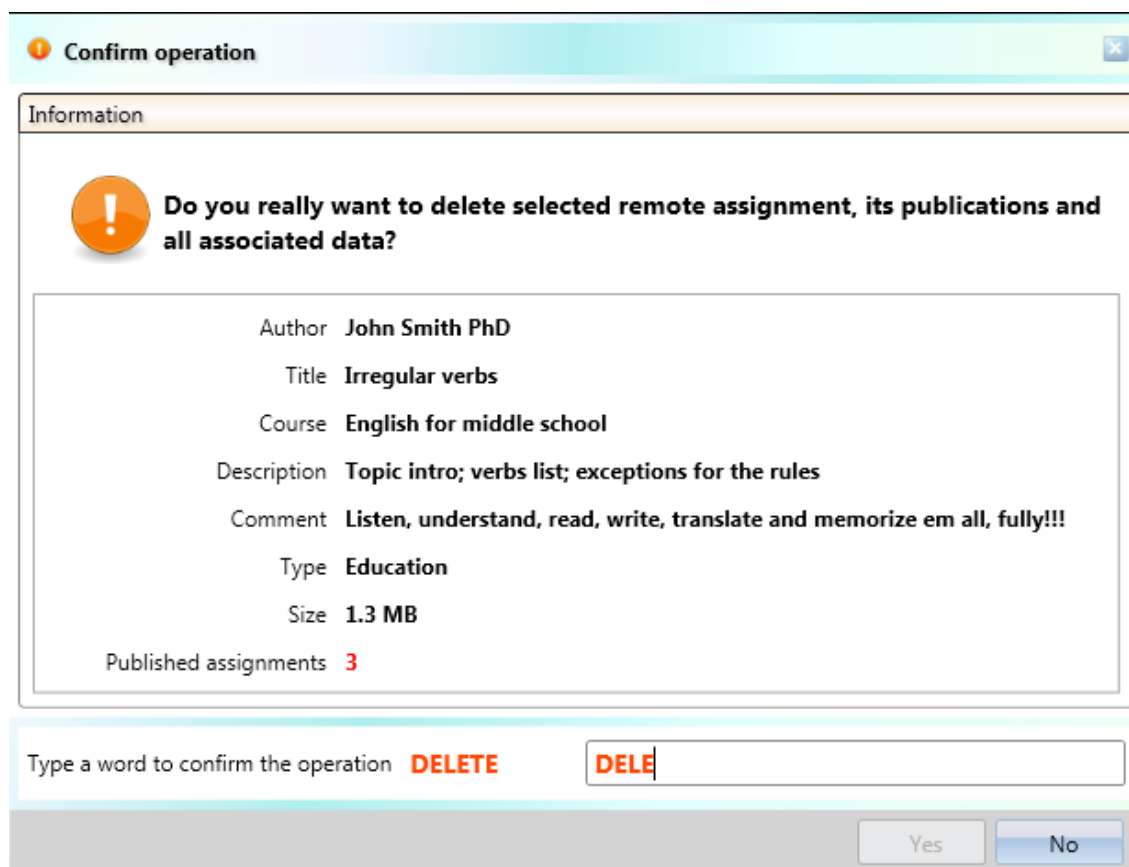 Confirm operation
Information
Do you really want to delete selected remote assignment, its publications and
all associated data?
Author John Smith PhD
Title Irregular verbs
Course English for middle school
Description Topic intro; verbs list; exceptions for the rules
Comment Listen, understand, read, write, translate and memorize em all, fully!!!
Type Education
Size 1.3 MB
Published assignments 3
Type a word to confirm the operation DELETE DELE
Yes No